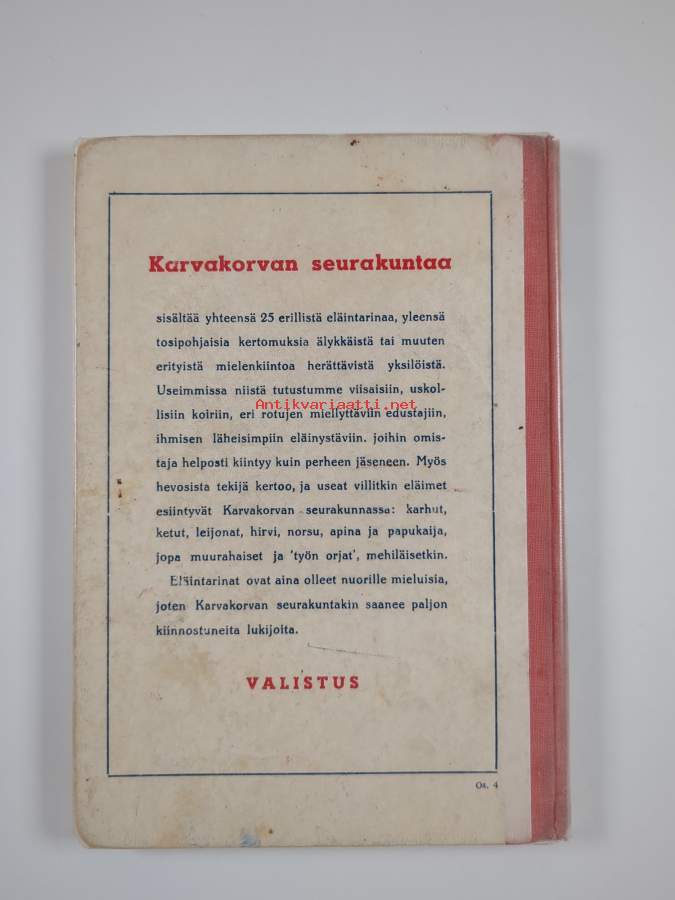 Karvakorvan seurakuntaa
sisältää yhteensä 25 erillistä eläintarinaa, yleensä
tosipohjaisia kertomuksia älykkäistä tai muuten
erityistä mielenkiintoa herättävistä yksilöistä.
Useimmissa niistä tutustumme viisaisiin, uskol-
Antikvariaatti.net
lisiin koiriin, eri rotujen miellyttäviin edustajiin,
ihmisen läheisimpiin eläinystäviin, joihin omis-
taja helposti kiintyy kuin perheen jäseneen. Myös
hevosista tekijä kertoo, ja useat villitkin eläimet
esiintyvät Karvakorvan seurakunnassa: karhut,
ketut, leijonat, hirvi, norsu, apina ja papukaija,
jopa muurahaiset ja 'työn orjat', mehiläisetkin.
Eläintarinat ovat aina olleet nuorille mieluisia,
joten Karvakorvan seurakuntakin saanee paljon
kiinnostuneita lukijoita.
VALISTUS
Os. 4